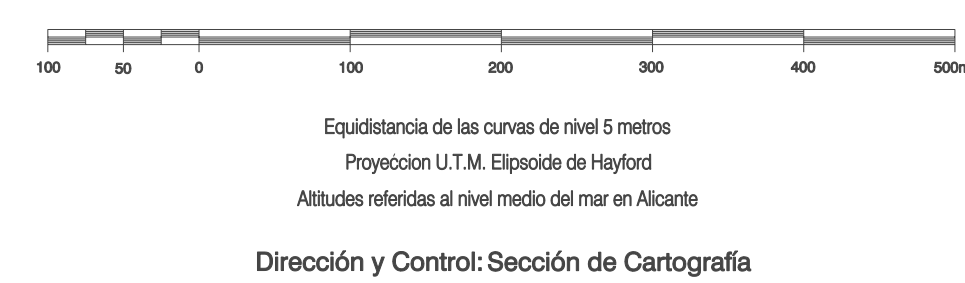 100 50 0 100 200 300 400 500m
Equidistancia de las curvas de nivel 5 metros
Proyeccíon U.T.M. Elipsoide de Hayford
Altitudes referidas al nivel medio del mar en Alicante
Dirección y Control: Sección de Cartografía